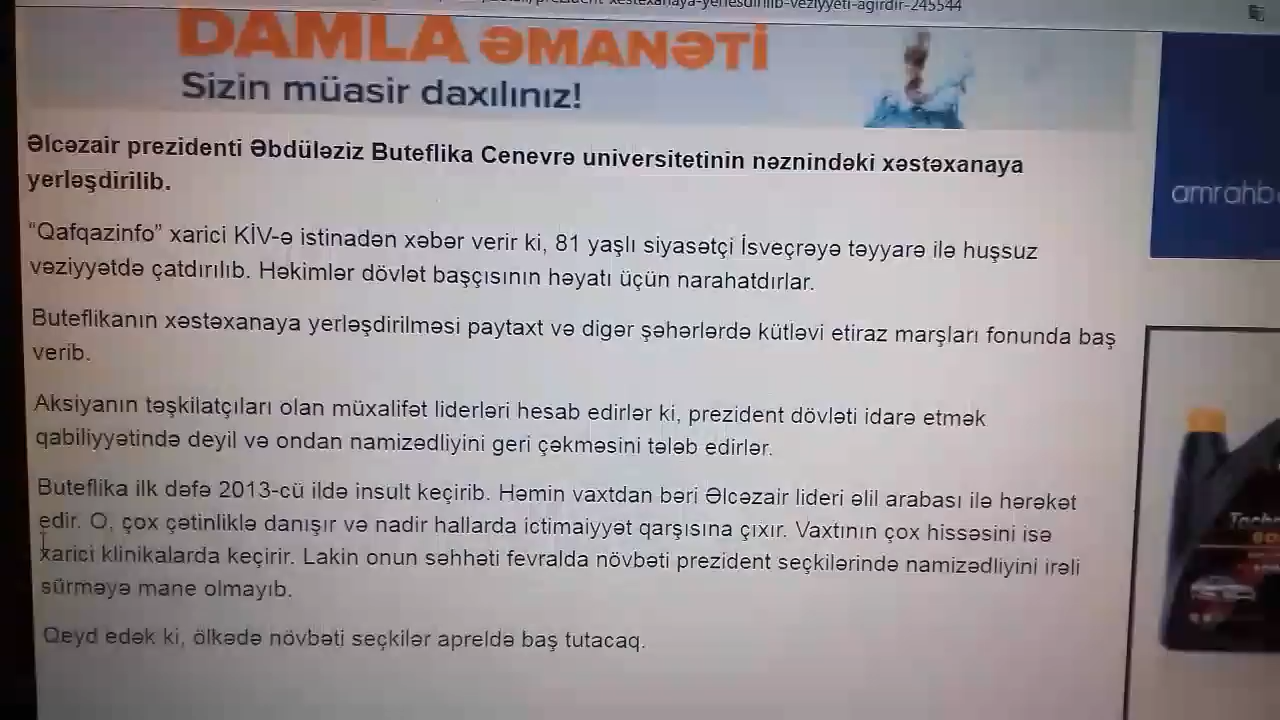 prezident-xestexanaya-yerlesdirilib-veziyyeti-agirdir-245544
DAMLA ƏMANƏTİ
Sizin müasir daxılınız!
Əlcəzair prezidenti Əbdüləziz Buteflika Cenevrə universitetinin nəznindəki xəstəxanaya
yerləşdirilib.
“Qafqazinfo” xarici KİV-ə istinadən xəbər verir ki, 81 yaşlı siyasətçi İsveçrəyə təyyarə ilə huşsuz
vəziyyətdə çatdırılıb. Həkimlər dövlət başçısının həyatı üçün narahatdırlar.
Buteflikanın xəstəxanaya yerləşdirilməsi paytaxt və digər şəhərlərdə kütləvi etiraz marşları fonunda baş
verib.
Aksiyanın təşkilatçıları olan müxalifət liderləri hesab edirlər ki, prezident dövləti idarə etmək
qabiliyyətində deyil və ondan namizədliyini geri çəkməsini tələb edirlər.
Buteflika ilk dəfə 2013-cü ildə insult keçirib. Həmin vaxtdan bəri Əlcəzair lideri əlil arabası ilə hərəkət
edir. O, çox çətinliklə danışır və nadir hallarda ictimaiyyət qarşısına çıxır. Vaxtının çox hissəsini isə
xarici klinikalarda keçirir. Lakin onun səhhəti fevralda növbəti prezident seçkilərində namizədliyini irəli
sürməyə mane olmayıb.
Qeyd edək ki, ölkədə növbəti seçkilər apreldə baş tutacaq.
amrahb